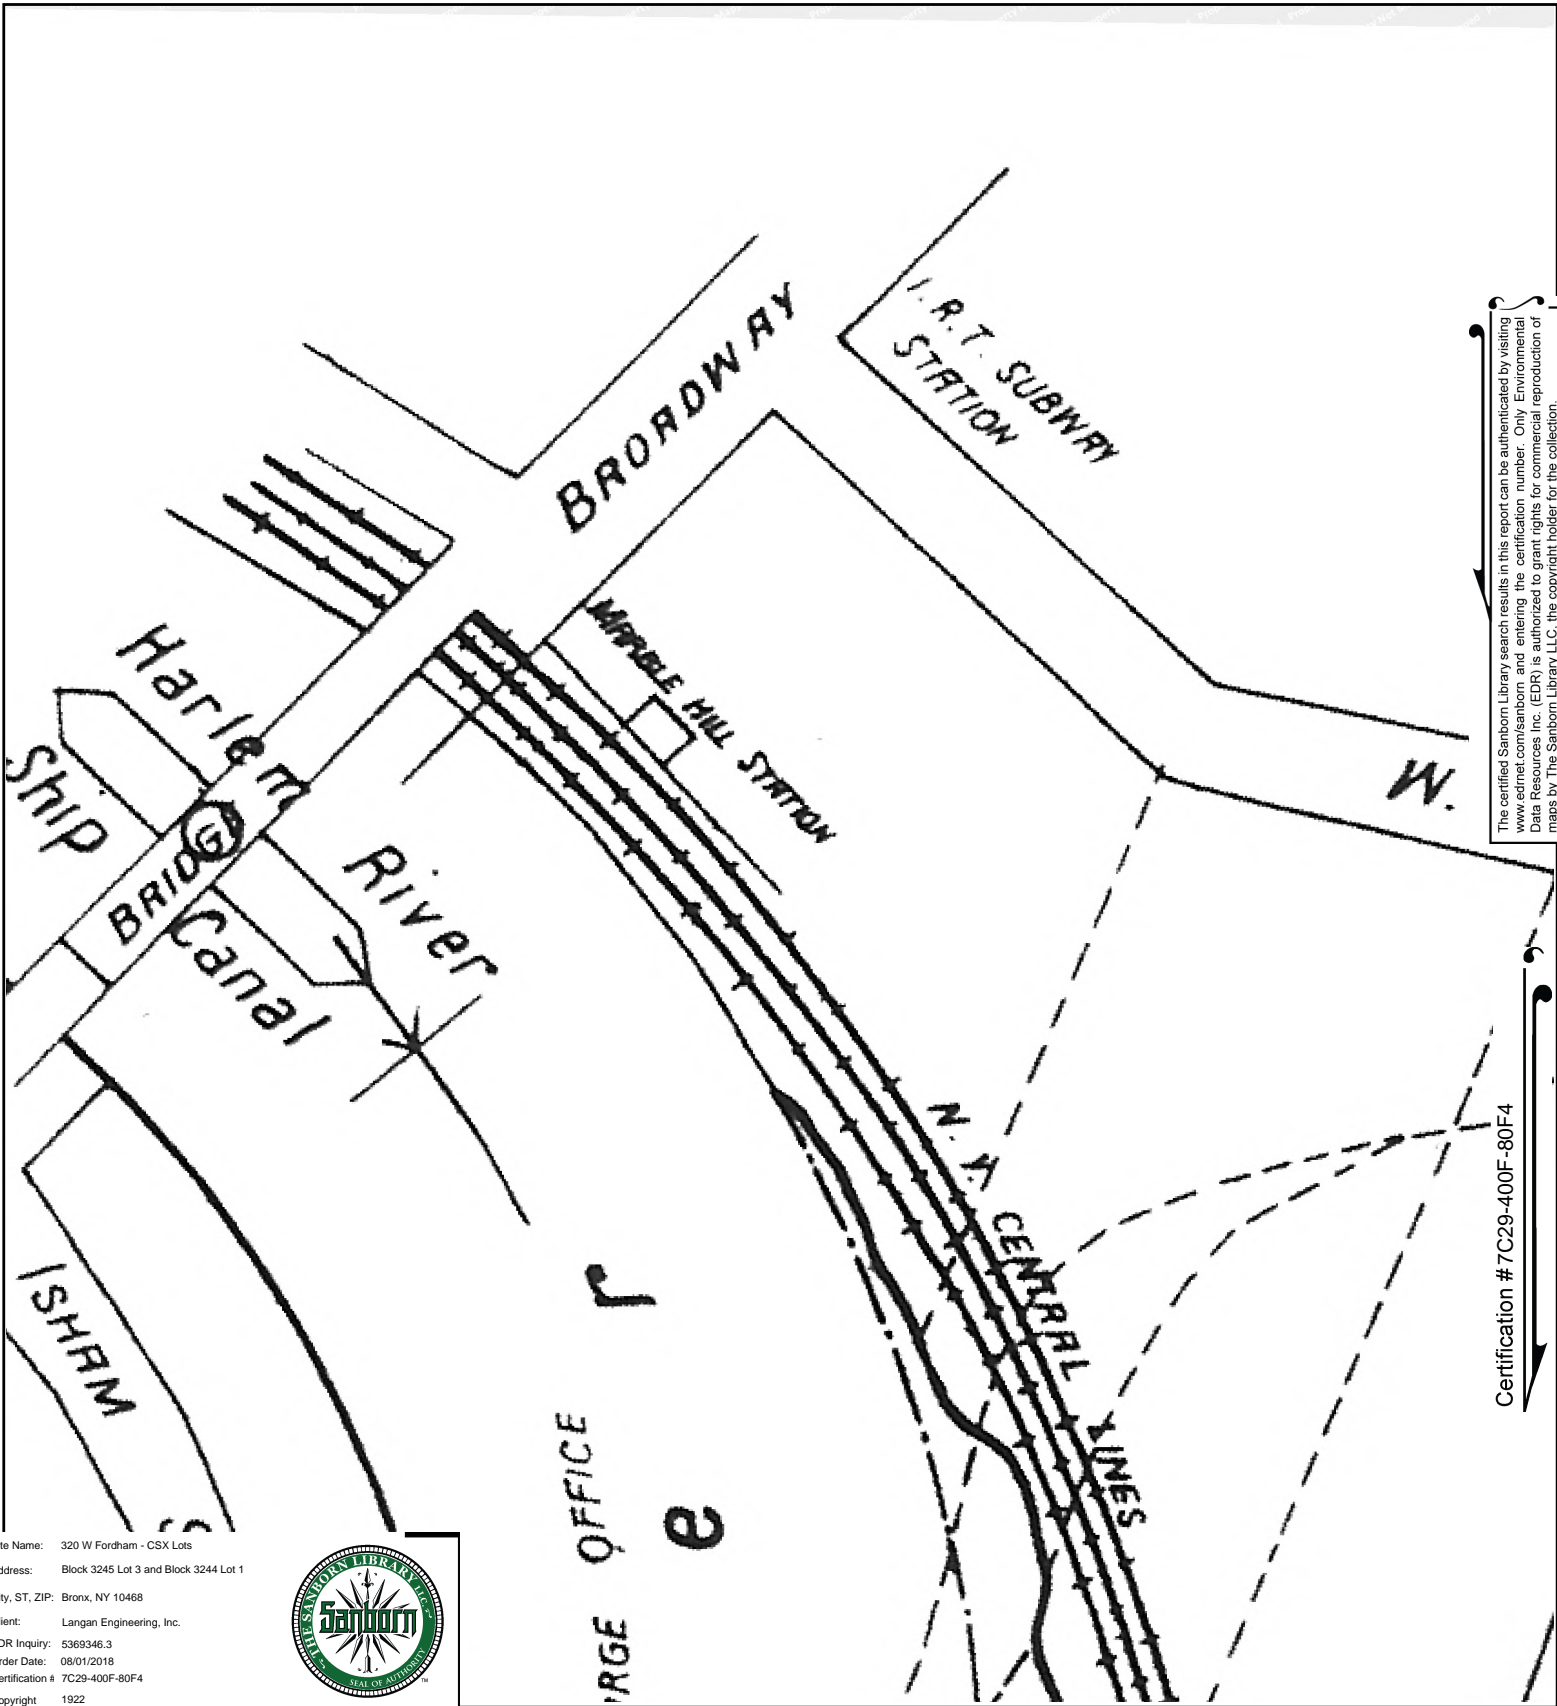 BROADWAY
I.R.T. SUBWAY
STATION
MARBLE HILL STATION
Harlem
River
Ship
Canal
BRIDG
G
W.
N.Y. CENTRAL LINES
ISHAM
r
e
OFFICE
RGE
The certified Sanborn Library search results in this report can be authenticated by visiting
www.edrnet.com/sanborn and entering the certification number. Only Environmental
Data Resources Inc. (EDR) is authorized to grant rights for commercial reproduction of
maps by The Sanborn Library LLC, the copyright holder for the collection.
Certification # 7C29-400F-80F4
te Name: 320 W Fordham - CSX Lots
ddress: Block 3245 Lot 3 and Block 3244 Lot 1
ty, ST, ZIP: Bronx, NY 10468
ient: Langan Engineering, Inc.
DR Inquiry: 5369346.3
rder Date: 08/01/2018
ertification # 7C29-400F-80F4
opyright 1922
THE SANBORN LIBRARY LLC.
Sanborn
SEAL OF AUTHORITY
TM